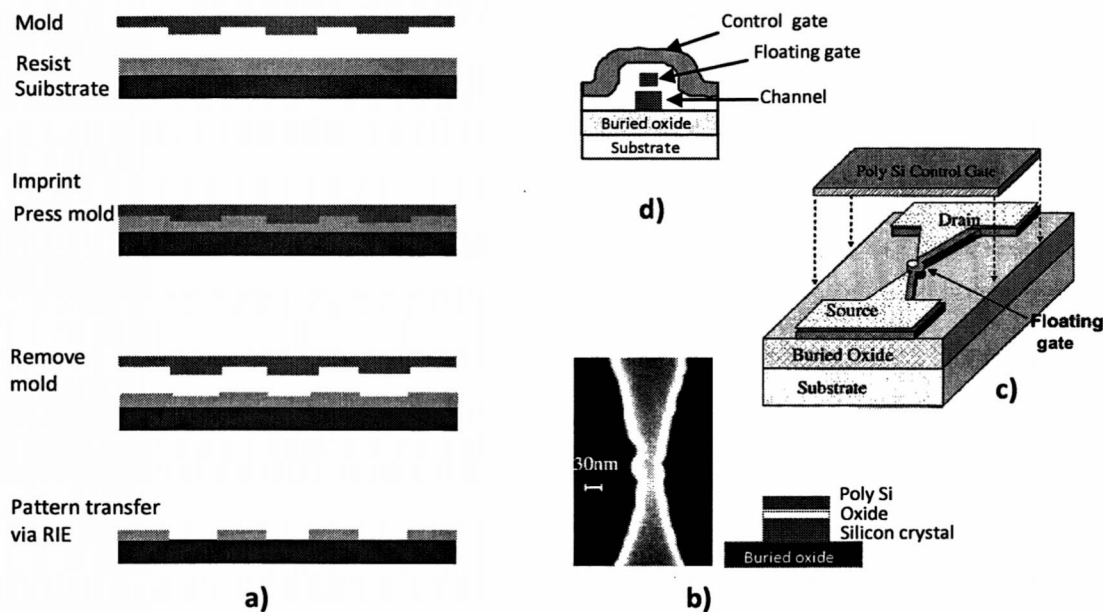 Mold
Resist
Suibstrate
Imprint
Press mold
Remove
mold
Pattern transfer
via RIE
a)
Control gate
Floating gate
Channel
Buried oxide
Substrate
d)
Poly Si Control Gate
Drain
Source
Floating
gate
Buried Oxide
Substrate
c)
30nm
Poly Si
Oxide
Silicon crystal
Buried oxide
b)